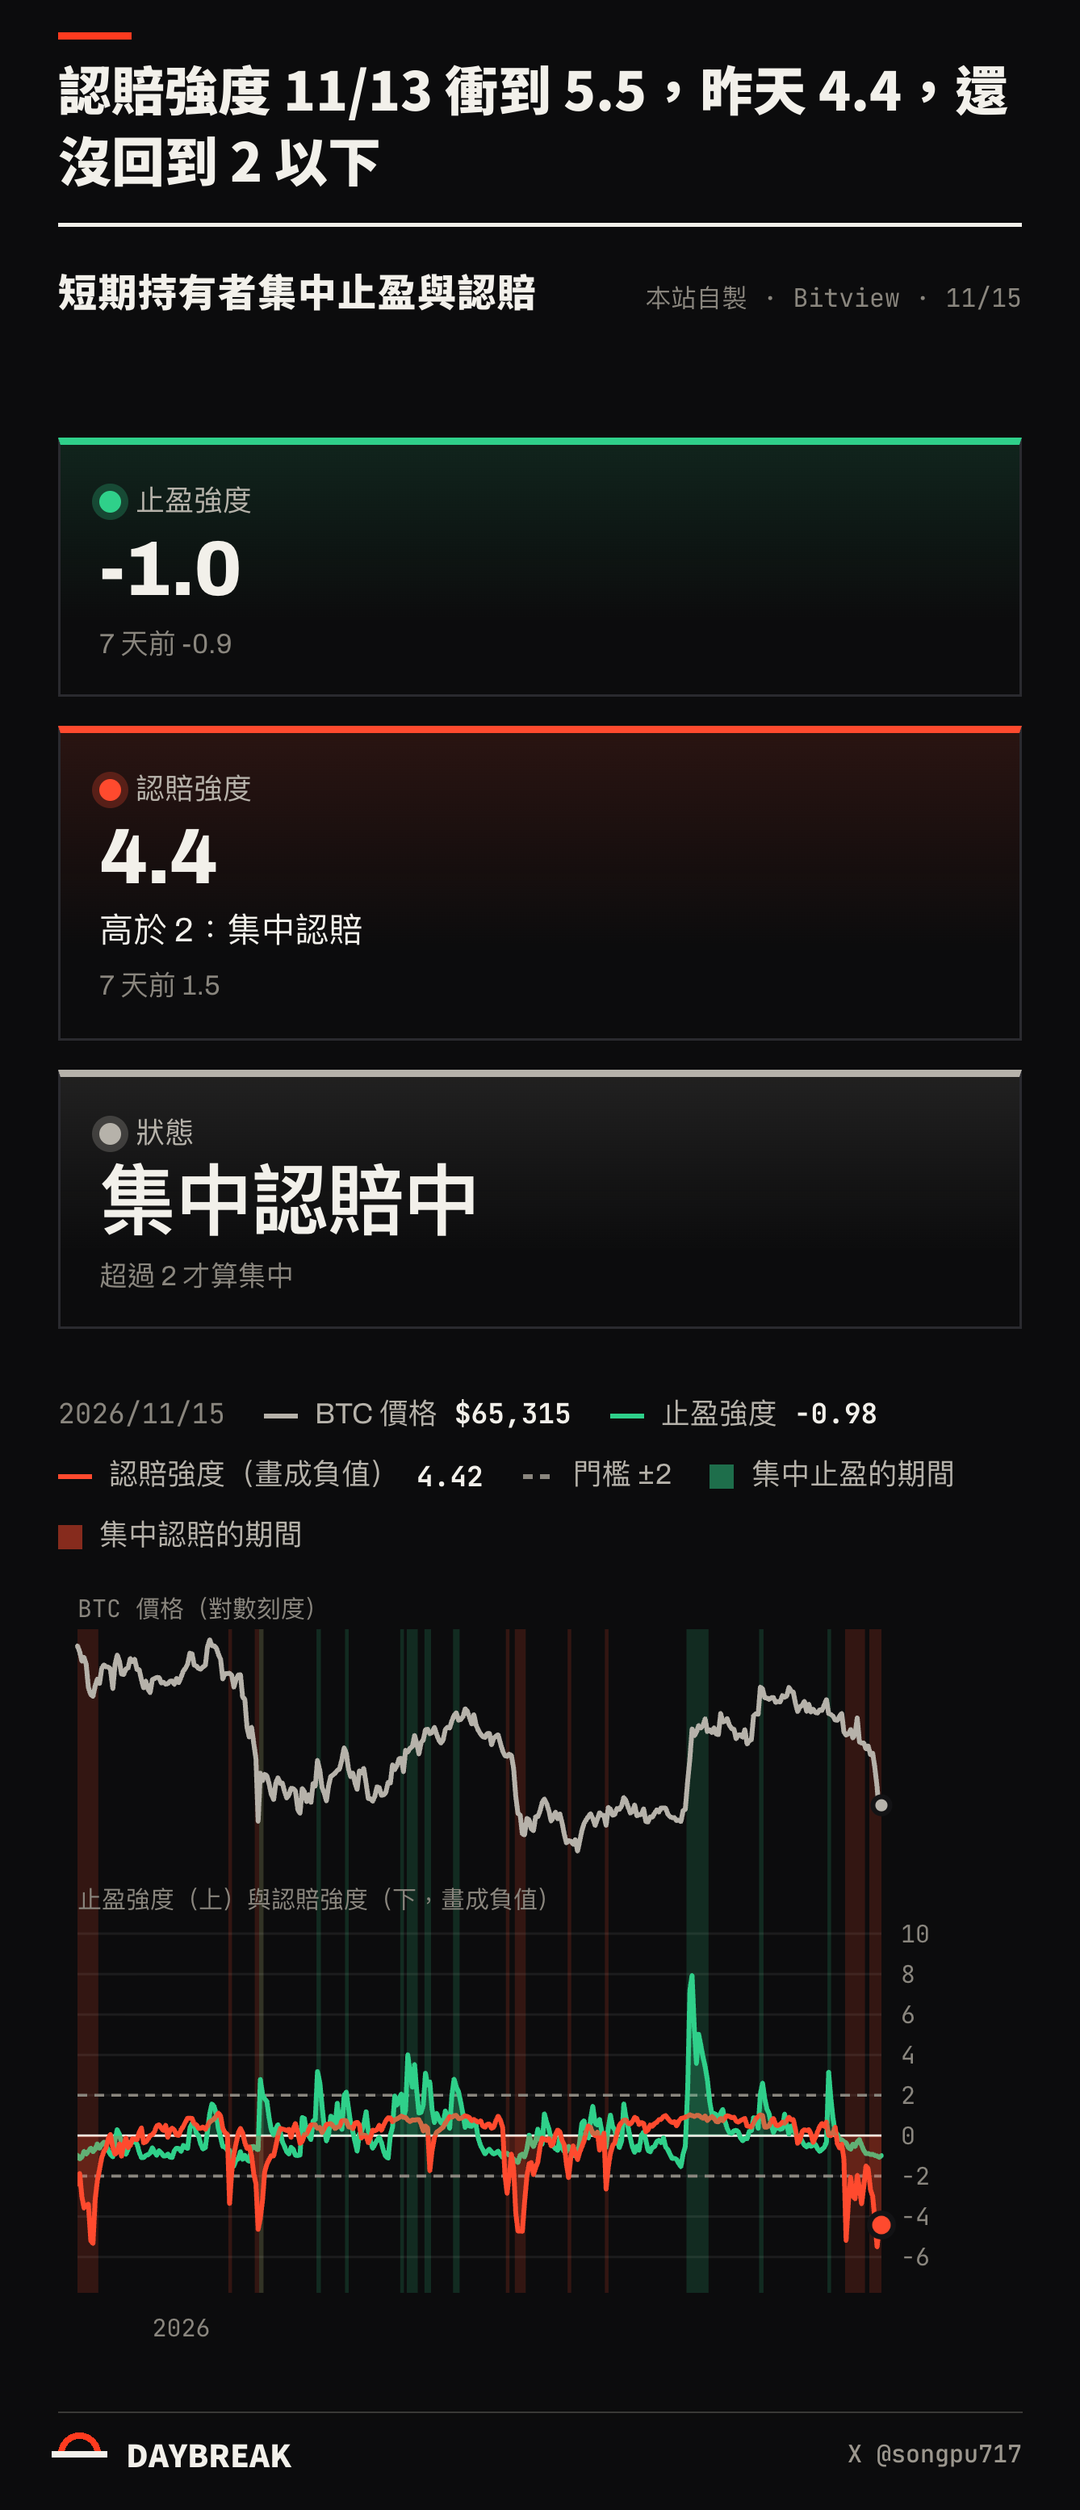 認賠強度 11/13 衝到 5.5，昨天 4.4，還
沒回到 2 以下
短期持有者集中止盈與認賠
本站自製 · Bitview · 11/15
止盈強度
-1.0
7 天前 -0.9
認賠強度
4.4
高於 2：集中認賠
7 天前 1.5
狀態
集中認賠中
超過 2 才算集中
2026/11/15 BTC 價格 $65,315 止盈強度 -0.98
認賠強度（畫成負值） 4.42 門檻 ±2 集中止盈的期間
集中認賠的期間
BTC 價格（對數刻度）
止盈強度（上）與認賠強度（下，畫成負值）
10
8
6
4
2
0
-2
-4
-6
2026
DAYBREAK
X @songpu717